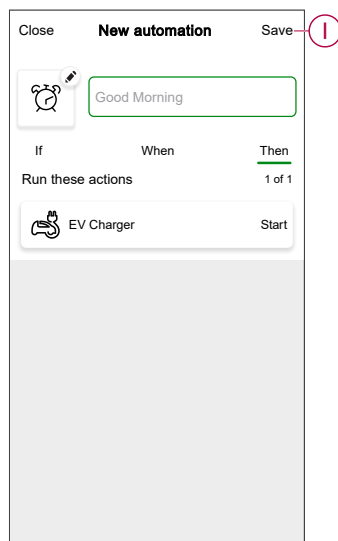 Close New automation Save
I
Good Morning
If When Then
Run these actions 1 of 1
EV Charger Start